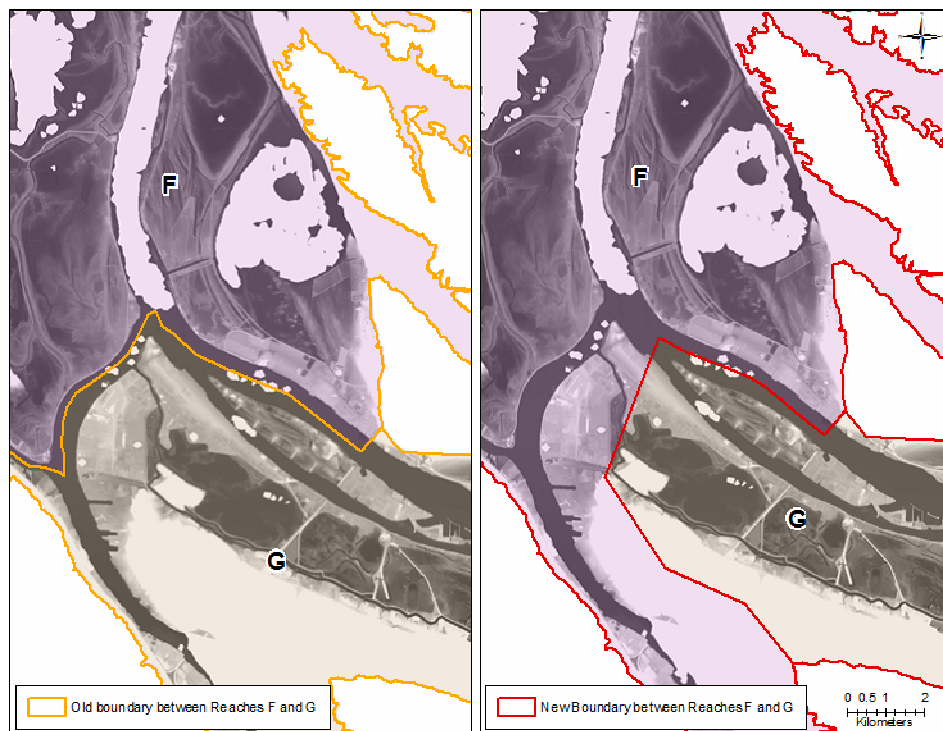 F
G
Old boundary between Reaches F and G
F
G
New Boundary between Reaches F and G
0 0.5 1 2
Kilometers